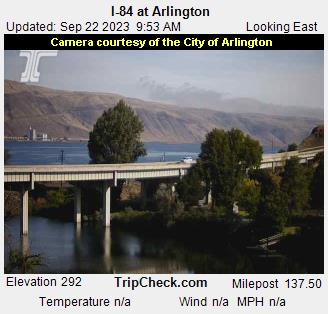 I-84 at Arlington
Updated: Sep 22 2023 9:53 AM Looking East
Camera courtesy of the City of Arlington
Elevation 292 TripCheck.com Milepost 137.50
Temperature n/a Wind n/a MPH n/a